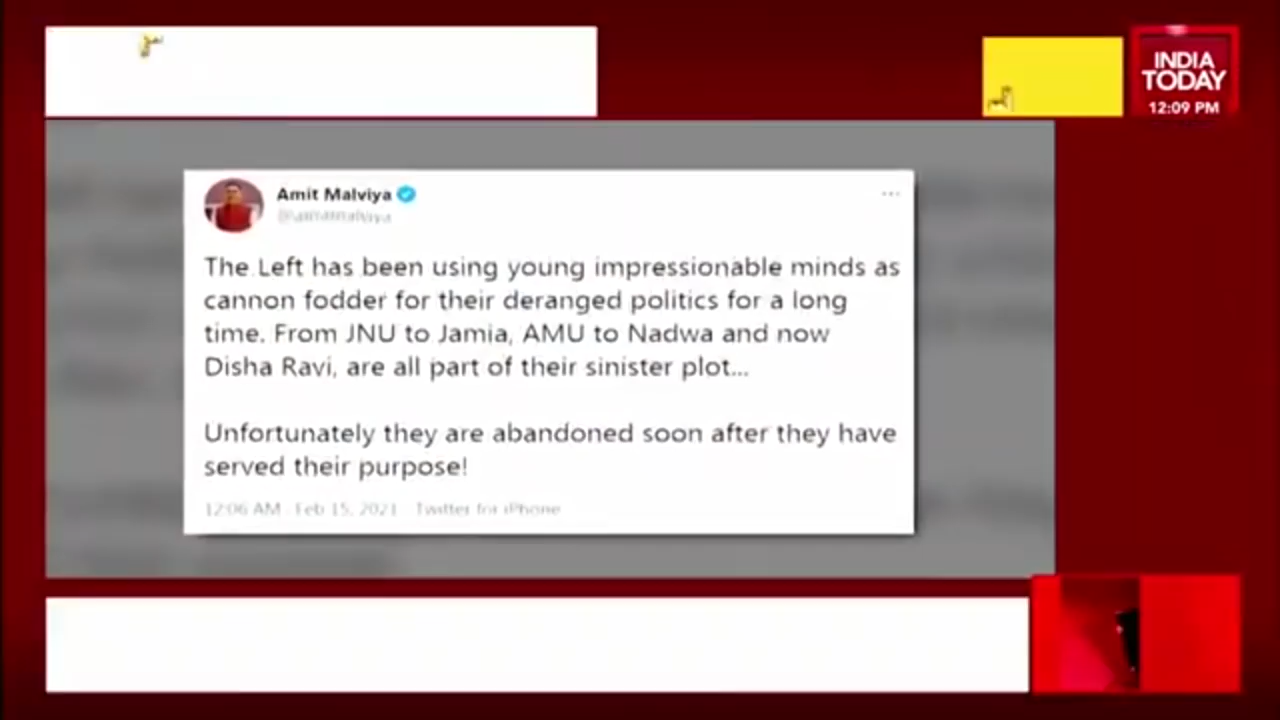 INDIA
TODAY
12:09 PM
Amit Malviya
@amitmalviya
The Left has been using young impressionable minds as
cannon fodder for their deranged politics for a long
time. From JNU to Jamia, AMU to Nadwa and now
Disha Ravi, are all part of their sinister plot...
Unfortunately they are abandoned soon after they have
served their purpose!
12:06 AM · Feb 15, 2021 · Twitter for iPhone